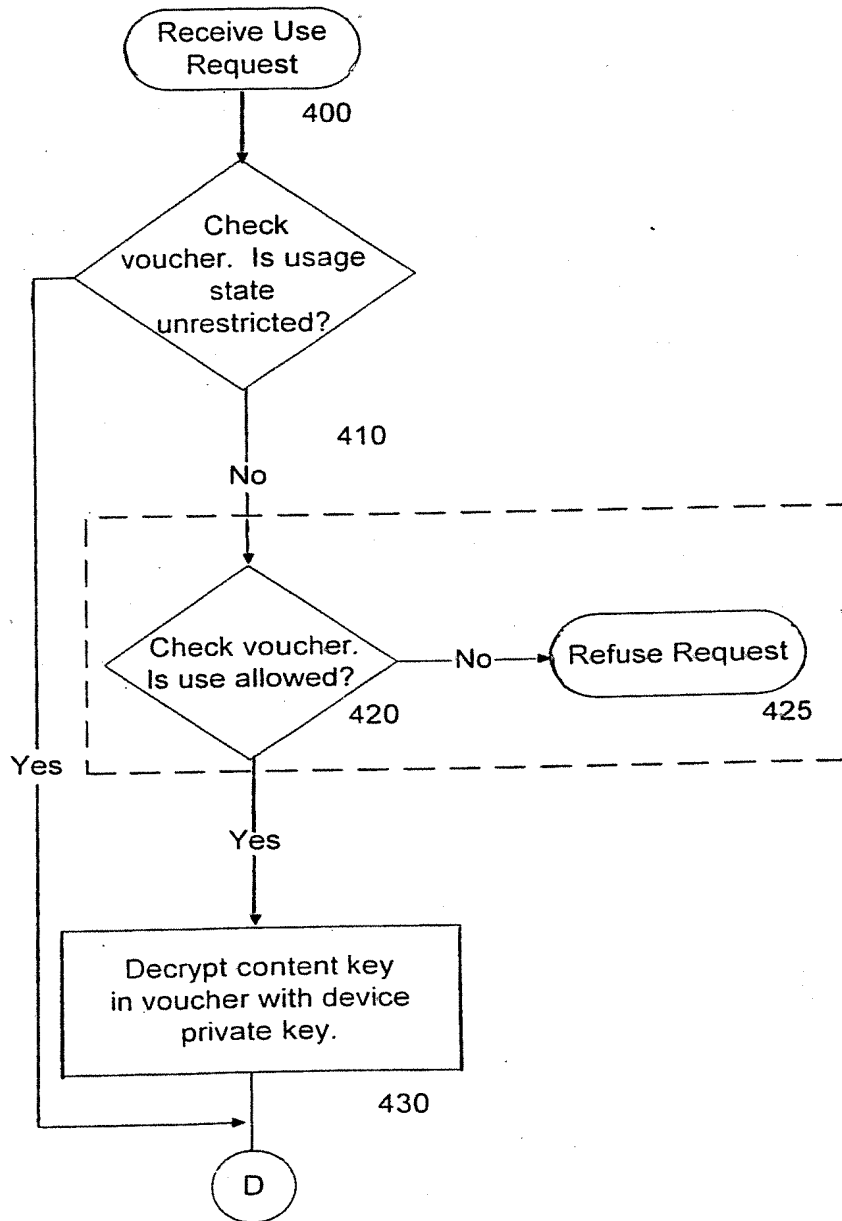 Receive Use
Request
400
Check
voucher. Is usage
state
unrestricted?
410
No
Check voucher.
Is use allowed?
420
No
Refuse Request
425
Yes
Yes
Decrypt content key
in voucher with device
private key.
430
D